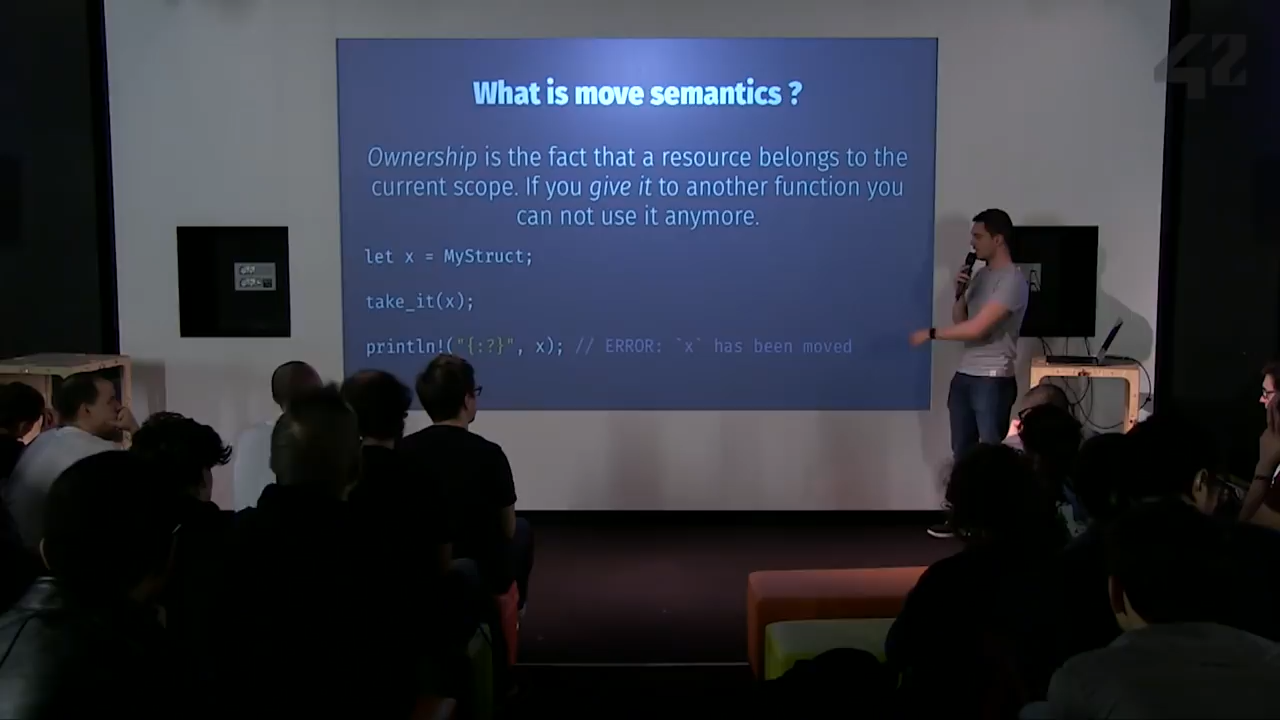 42
What is move semantics ?
Ownership is the fact that a resource belongs to the
current scope. If you give it to another function you
can not use it anymore.
let x = MyStruct;
take_it(x);
println!("{:?}", x); // ERROR: `x` has been moved